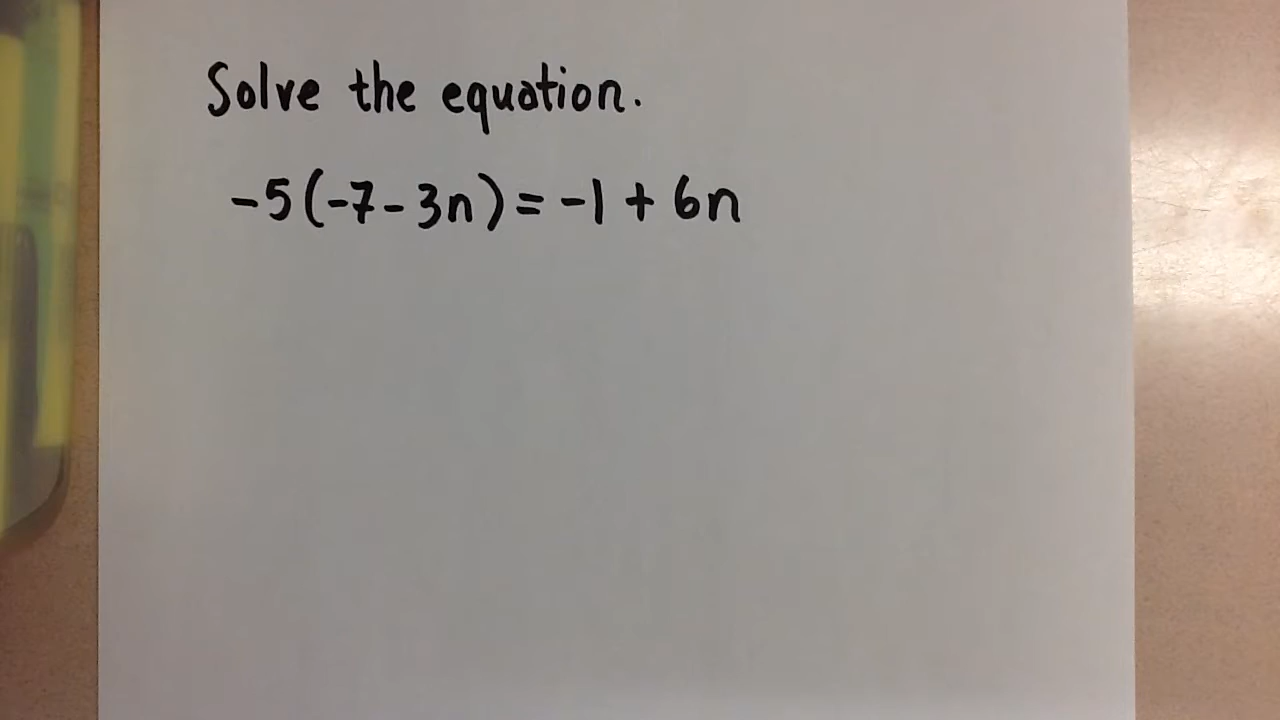 Solve the equation.
-5(-7-3n)=-1+6n